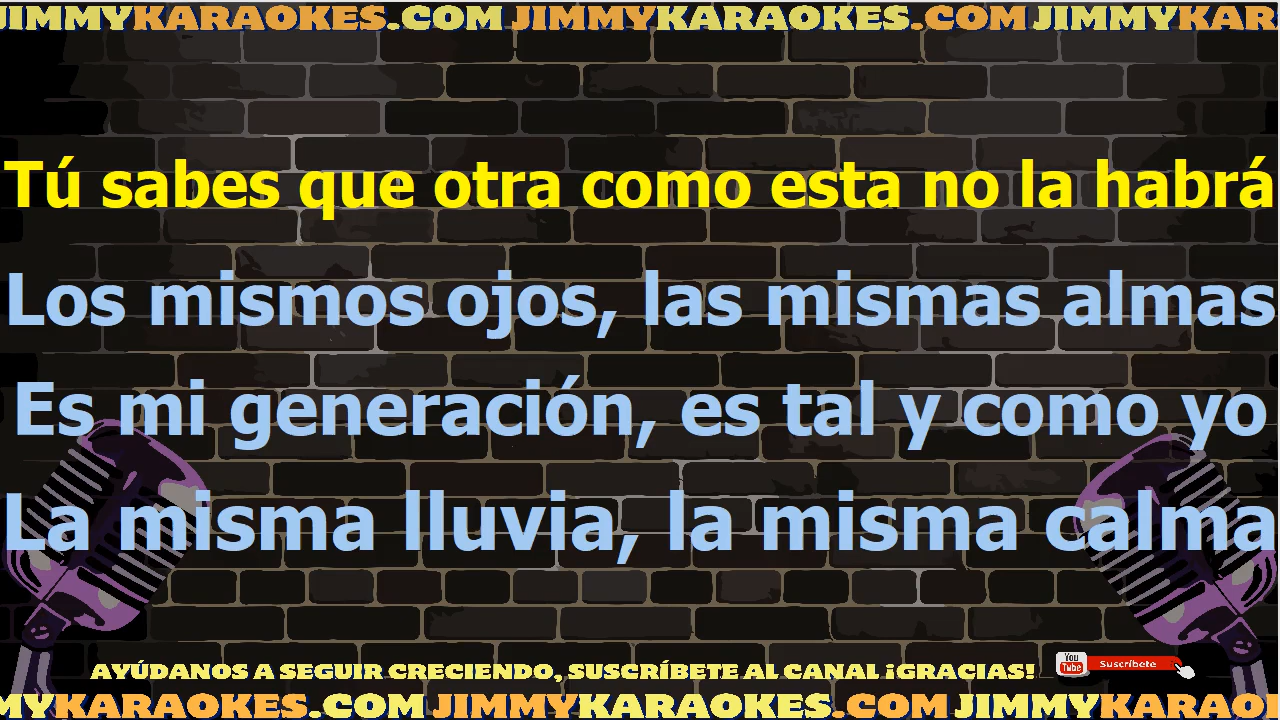 JIMMYKARAOKES.COM JIMMYKARAOKES.COM JIMMYKAR
Tú sabes que otra como esta no la habrá
Los mismos ojos, las mismas almas
Es mi generación, es tal y como yo
La misma lluvia, la misma calma
AYÚDANOS A SEGUIR CRECIENDO, SUSCRÍBETE AL CANAL ¡GRACIAS! You Tube Suscríbete
MYKARAOKES.COM JIMMYKARAOKES.COM JIMMYKARAO